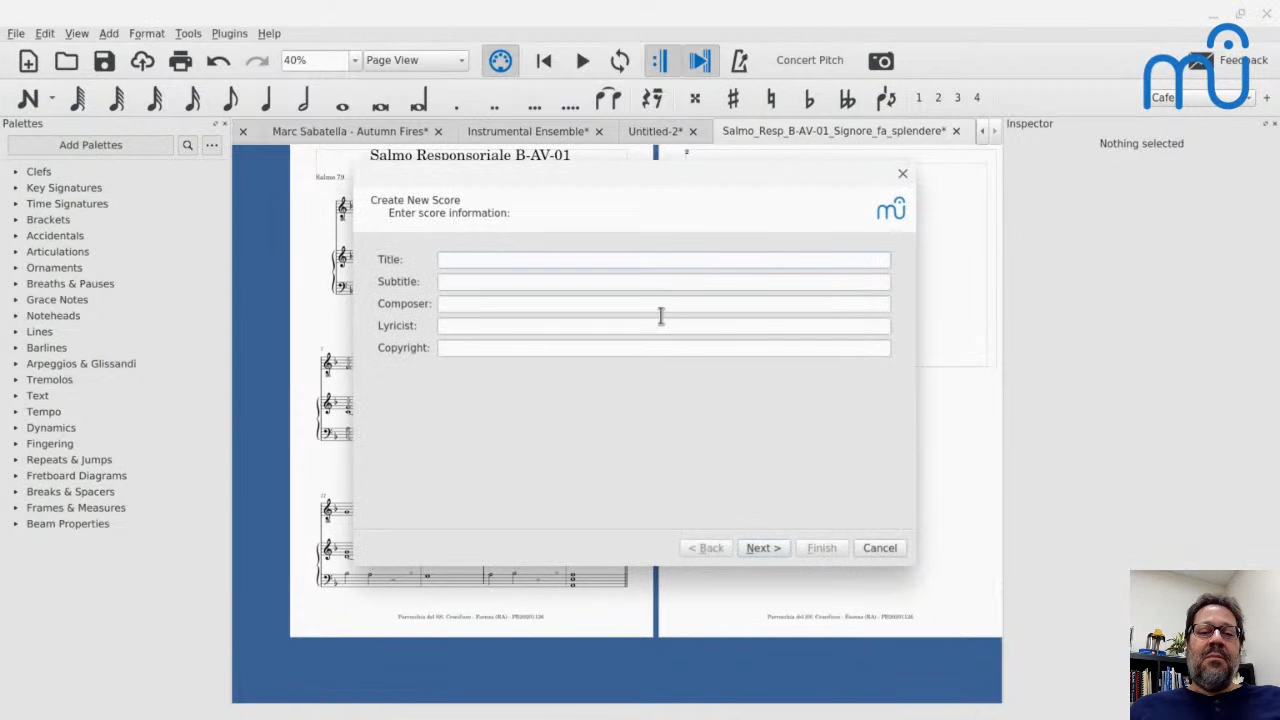 File Edit View Add Format Tools Plugins Help
40% Page View Concert Pitch Feedback
1 2 3 4 Cafe
Palettes Marc Sabatella - Autumn Fires* Instrumental Ensemble* Untitled-2* Salmo_Resp_B-AV-01_Signore_fa_splendere* Inspector
Add Palettes Nothing selected
Salmo Responsoriale B-AV-01
2
Salmo 79
Clefs
Key Signatures
Time Signatures
Brackets
Accidentals
Articulations
Ornaments
Breaths & Pauses
Grace Notes
Noteheads
Lines
Barlines
Arpeggios & Glissandi
Tremolos
Text
Tempo
Dynamics
Fingering
Repeats & Jumps
Fretboard Diagrams
Breaks & Spacers
Frames & Measures
Beam Properties
Create New Score
Enter score information:
Title:
Subtitle:
Composer:
Lyricist:
Copyright:
< Back Next > Finish Cancel